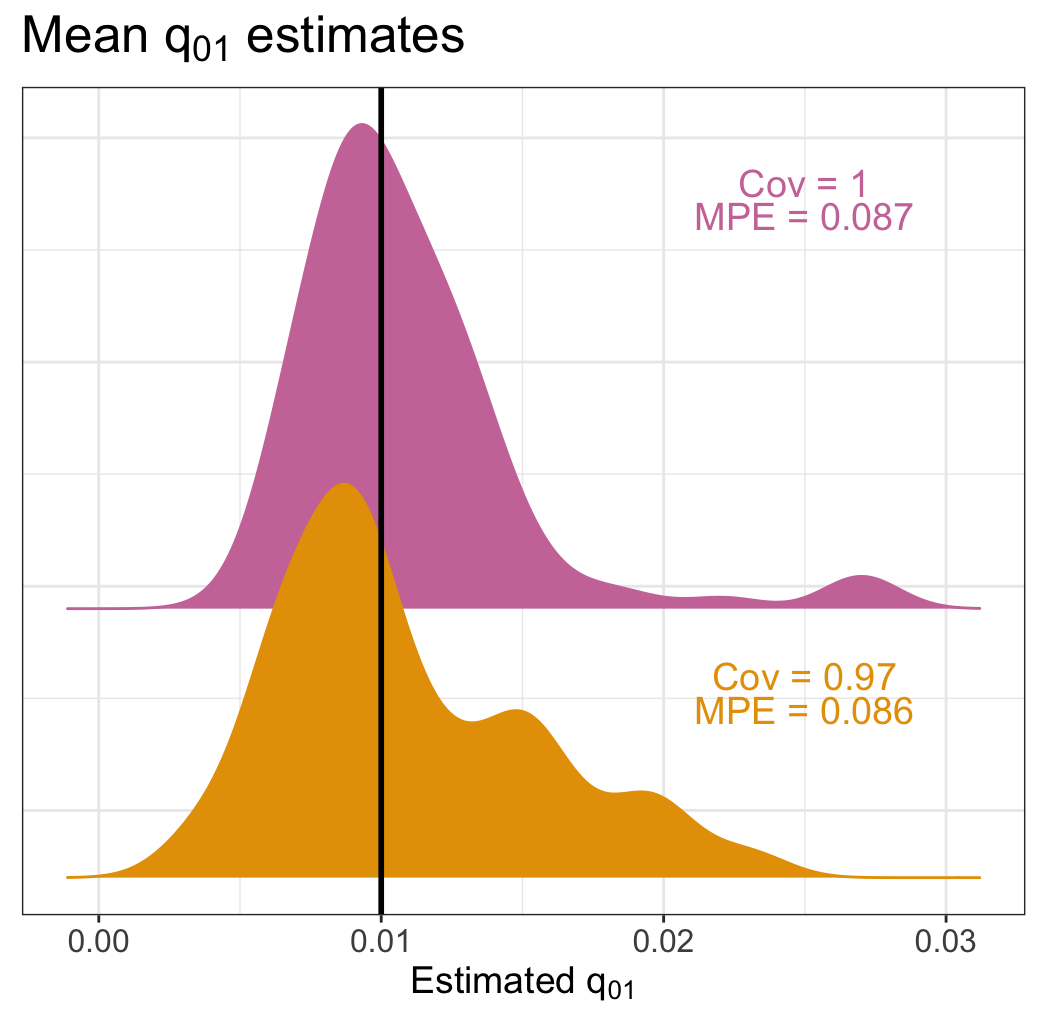 Mean q₀₁ estimates
Cov = 1
MPE = 0.087
Cov = 0.97
MPE = 0.086
0.00 0.01 0.02 0.03
Estimated q₀₁